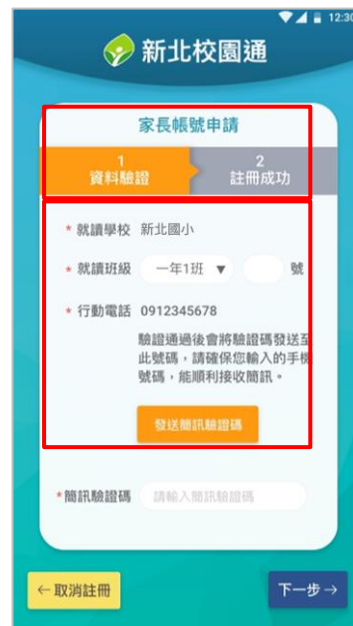 12:30
新北校園通
家長帳號申請
1
資料驗證
2
註冊成功
* 就讀學校 新北國小
* 就讀班級 一年1班 ▼ 號
* 行動電話 0912345678
驗證通過後會將驗證碼發送至
此號碼，請確保您輸入的手機
號碼，能順利接收簡訊。
發送簡訊驗證碼
*簡訊驗證碼 請輸入簡訊驗證碼
←取消註冊
下一步→